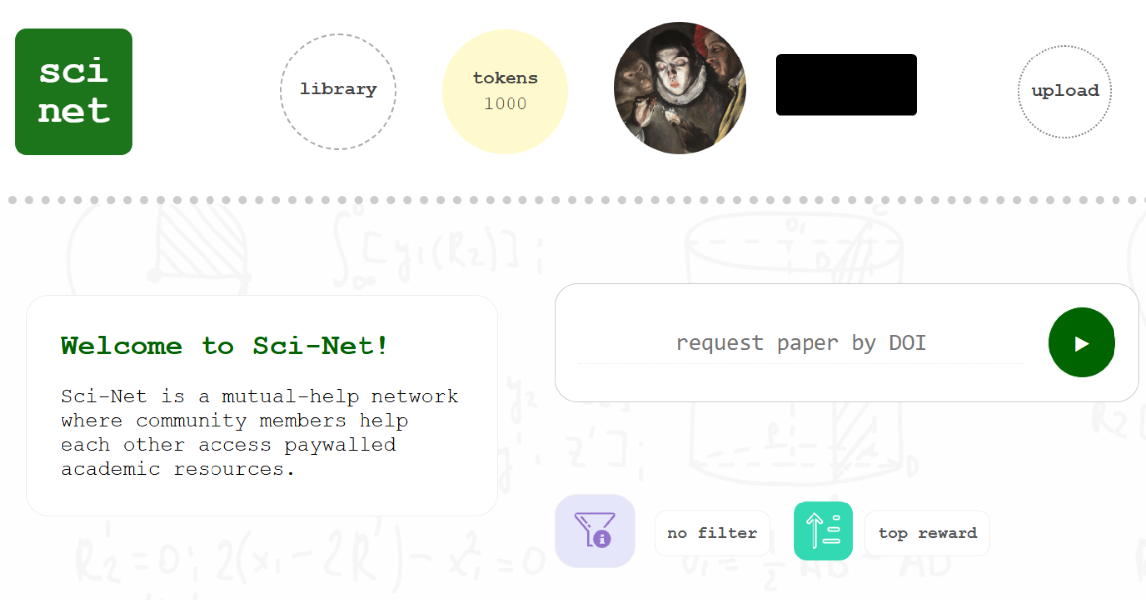 sci
net
library
tokens
1000
upload
Welcome to Sci-Net!
Sci-Net is a mutual-help network
where community members help
each other access paywalled
academic resources.
request paper by DOI
no filter
top reward